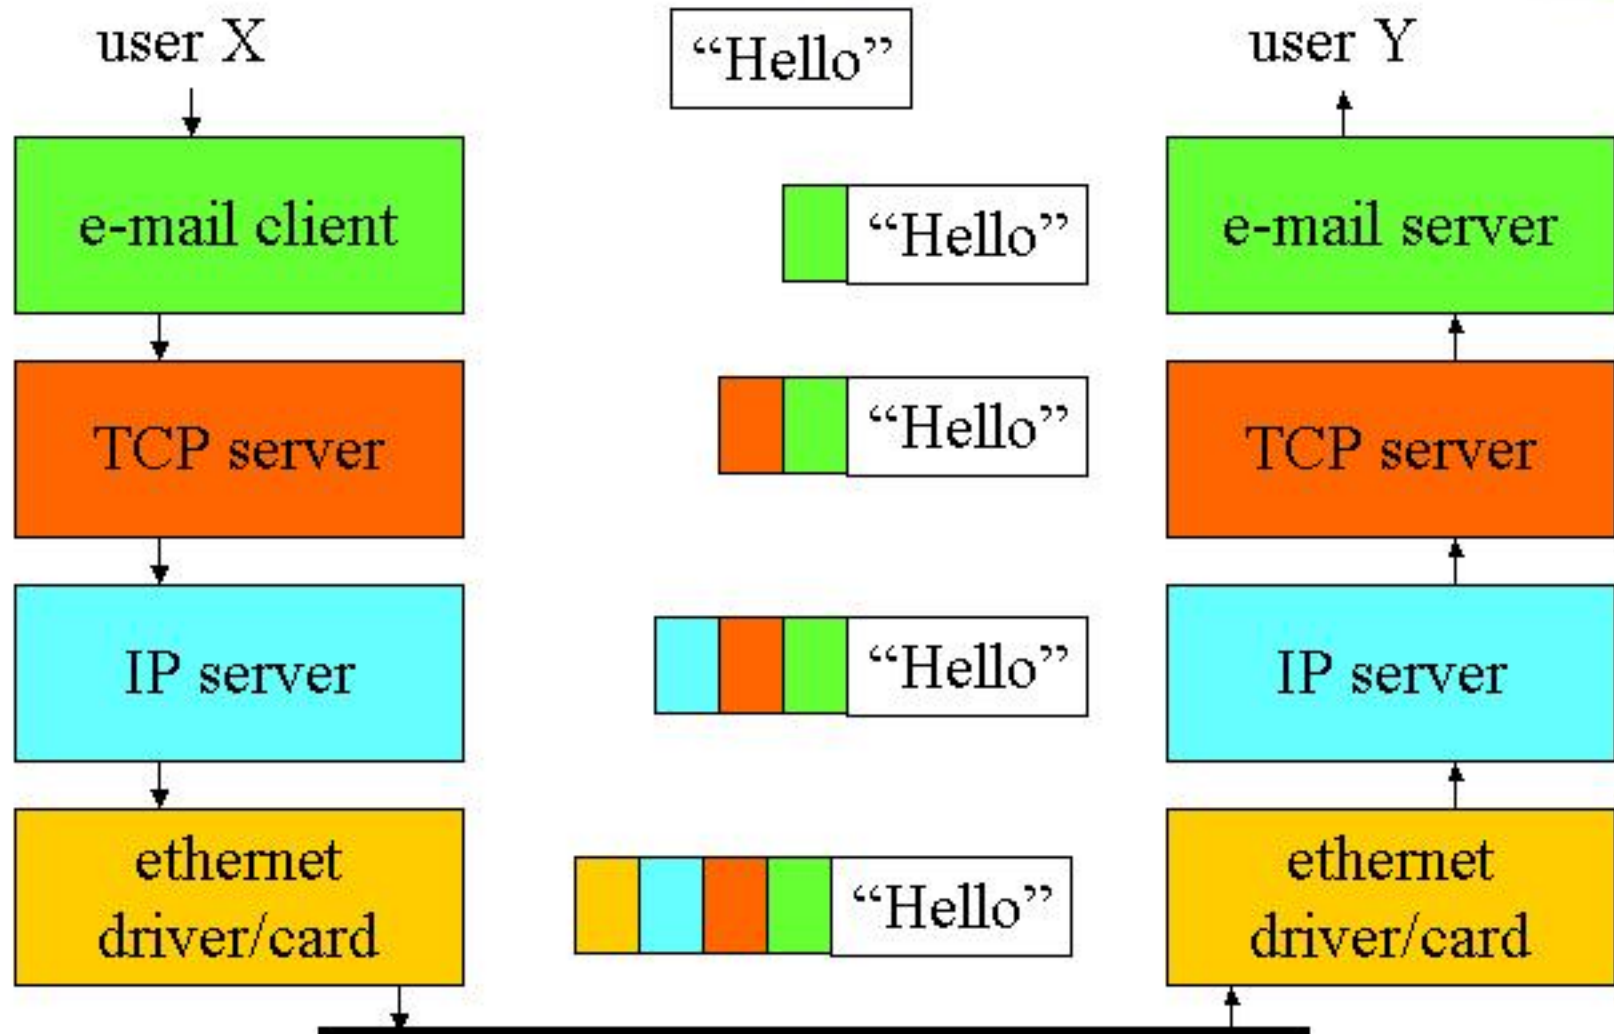 user X
“Hello”
user Y
e-mail client
“Hello”
e-mail server
TCP server
“Hello”
TCP server
IP server
“Hello”
IP server
ethernet
driver/card
“Hello”
ethernet
driver/card